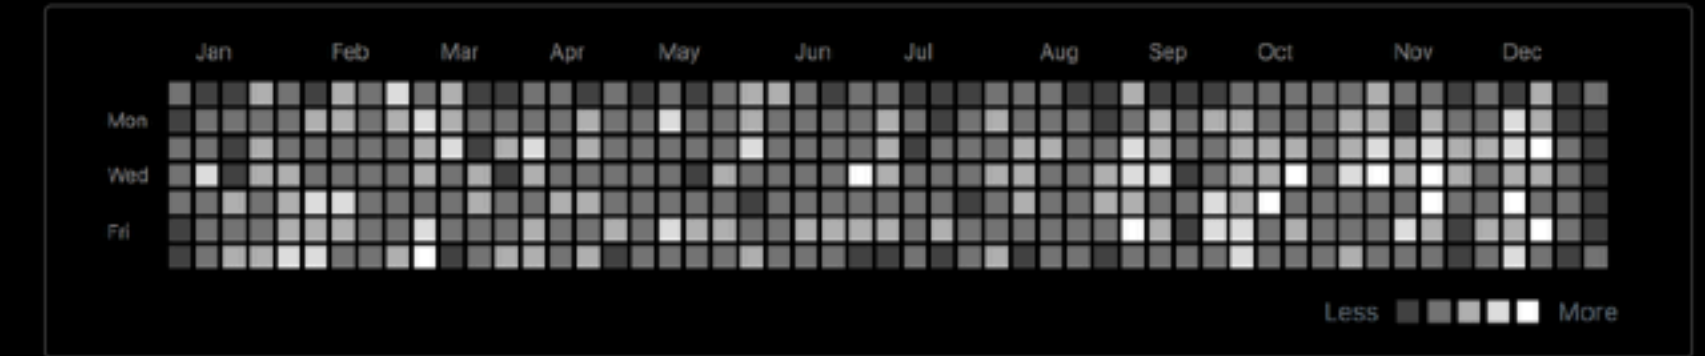 Jan Feb Mar Apr May Jun Jul Aug Sep Oct Nov Dec
Mon
Wed
Fri
Less More